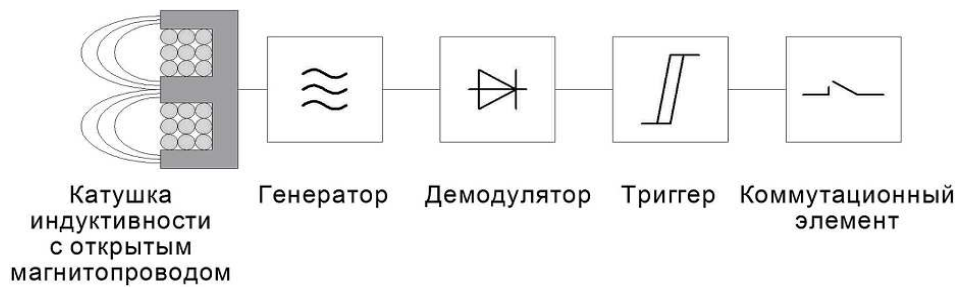 Катушка
индуктивности
с открытым
магнитопроводом
Генератор
Демодулятор
Триггер
Коммутационный
элемент